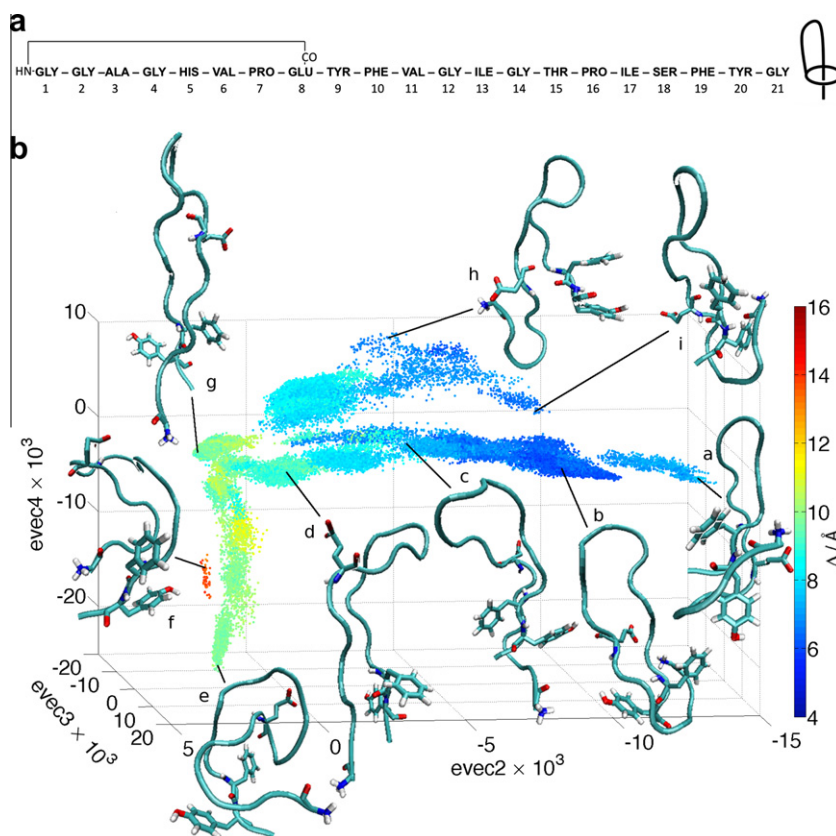 a
CO
HN-GLY – GLY – ALA – GLY – HIS – VAL – PRO – GLU – TYR – PHE – VAL – GLY – ILE – GLY – THR – PRO – ILE – SER – PHE – TYR – GLY
1 2 3 4 5 6 7 8 9 10 11 12 13 14 15 16 17 18 19 20 21
b
h
i
g
a
c
d
b
f
e
10
0
-10
-20
evec4 × 10³
-20
-10
0
10
20
evec3 × 10³
5
0
-5
-10
-15
evec2 × 10³
16
14
12
10
8
6
4
Δ/Å